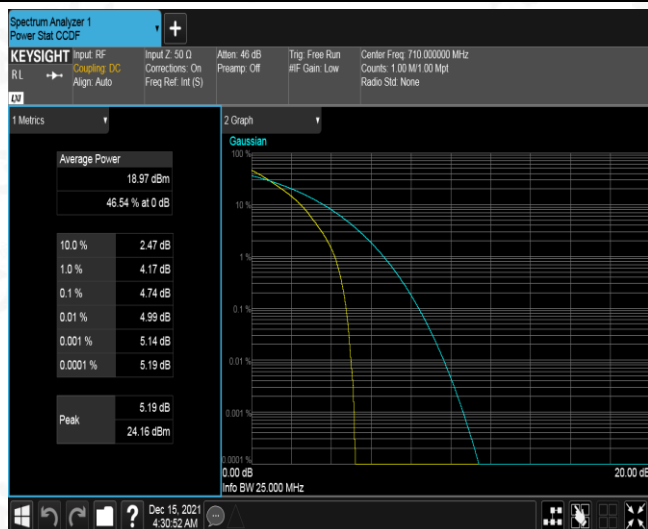 Spectrum Analyzer 1
Power Stat CCDF
+
KEYSIGHT
RL
Input: RF
Coupling: DC
Align: Auto
Input Z: 50 Ω
Corrections: On
Freq Ref: Int (S)
Atten: 46 dB
Preamp: Off
Trig: Free Run
#IF Gain: Low
Center Freq: 710.000000 MHz
Counts: 1.00 M/1.00 Mpt
Radio Std: None
1 Metrics
Average Power
18.97 dBm
46.54 % at 0 dB
10.0 % 2.47 dB
1.0 % 4.17 dB
0.1 % 4.74 dB
0.01 % 4.99 dB
0.001 % 5.14 dB
0.0001 % 5.19 dB
Peak
5.19 dB
24.16 dBm
2 Graph
Gaussian
100 %
10 %
1 %
0.1 %
0.01 %
0.001 %
0.0001 %
0.00 dB 20.00 dB
Info BW 25.000 MHz
? Dec 15, 2021
4:30:52 AM